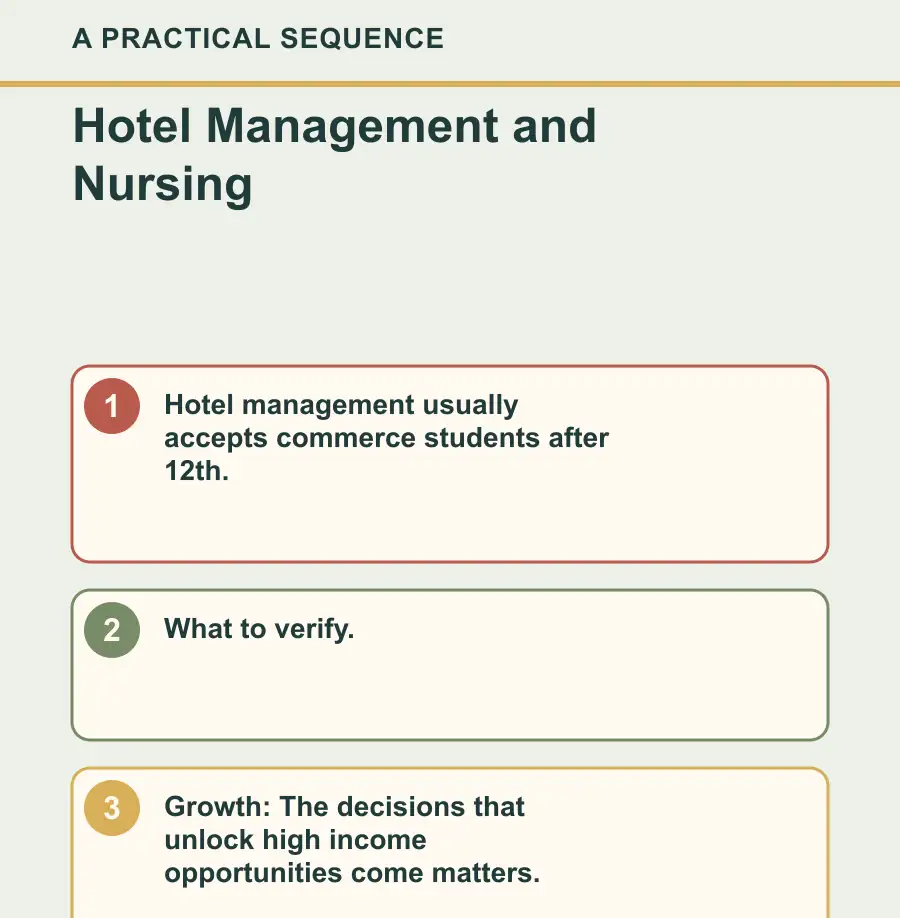 A PRACTICAL SEQUENCE
Hotel Management and
Nursing
1
Hotel management usually
accepts commerce students after
12th.
2
What to verify.
3
Growth: The decisions that
unlock high income
opportunities come matters.